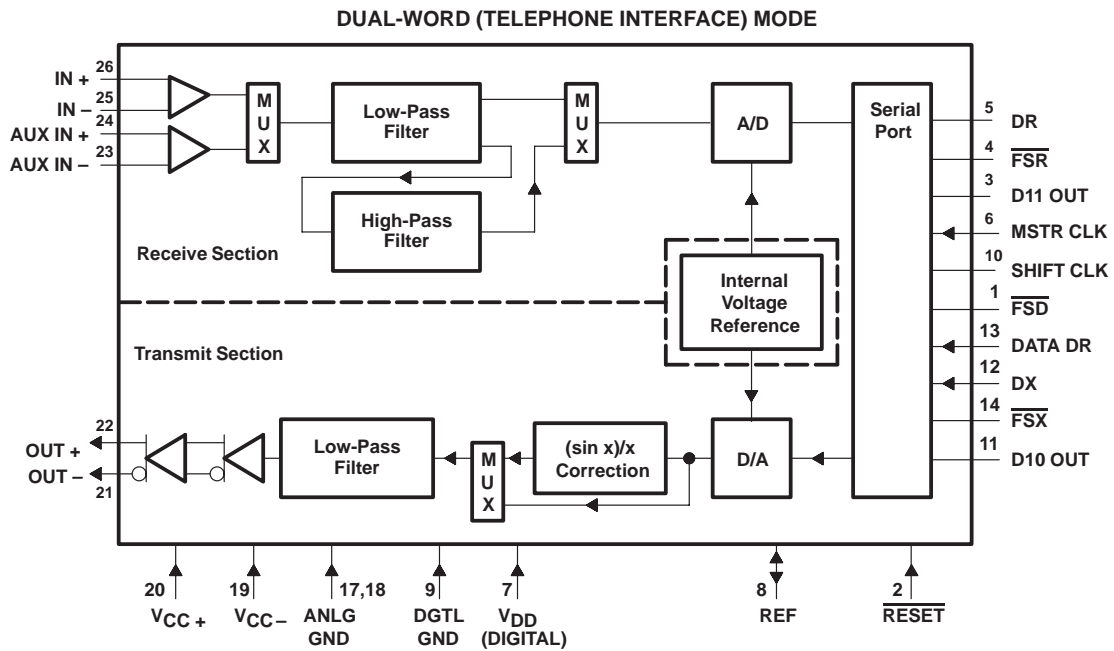 DUAL-WORD (TELEPHONE INTERFACE) MODE
IN +
26
IN –
25
AUX IN +
24
AUX IN –
23
M
U
X
Low-Pass
Filter
High-Pass
Filter
M
U
X
A/D
Serial
Port
Receive Section
Internal
Voltage
Reference
Transmit Section
5
DR
4
FSR
3
D11 OUT
6
MSTR CLK
10
SHIFT CLK
1
FSD
13
DATA DR
12
DX
14
FSX
11
D10 OUT
OUT +
22
OUT –
21
Low-Pass
Filter
M
U
X
(sin x)/x
Correction
D/A
20
VCC +
19
VCC –
17,18
ANLG
GND
9
DGTL
GND
7
VDD
(DIGITAL)
8
REF
2
RESET